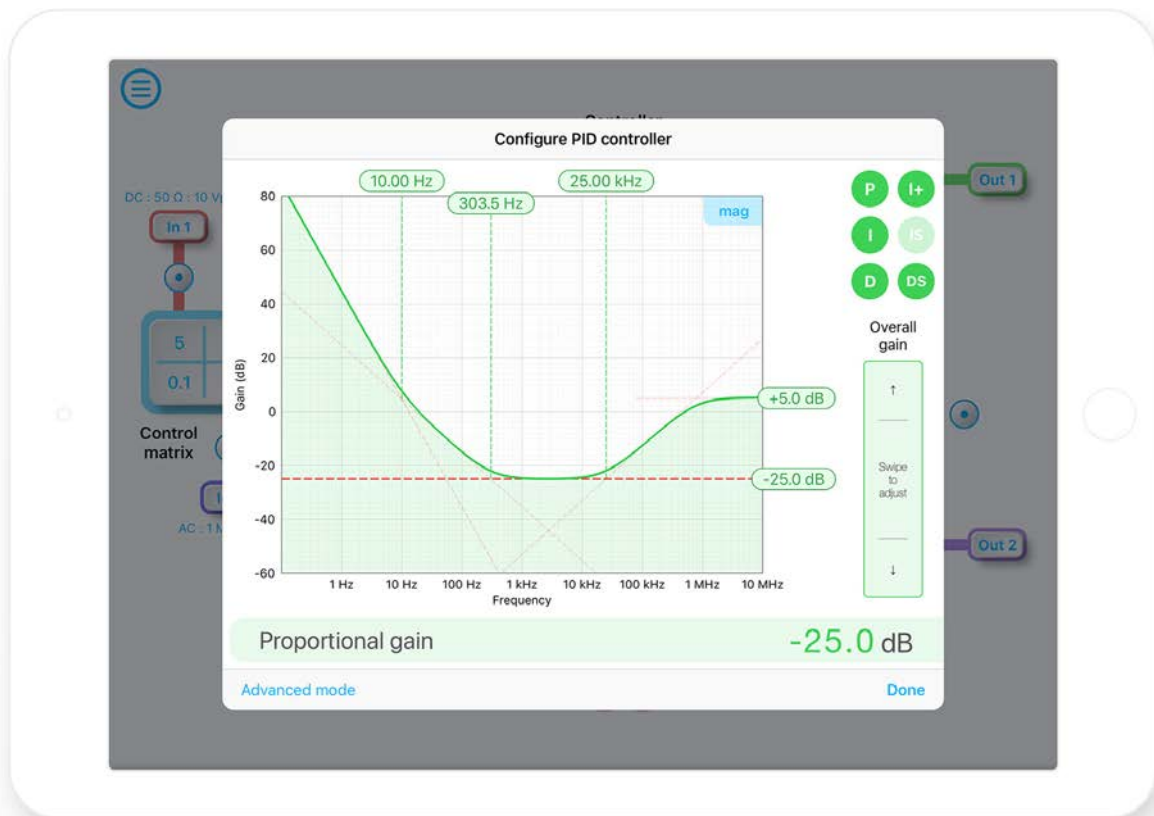 Configure PID controller
DC : 50 Ω : 10 V
In 1
5
0.1
Control
matrix
AC : 1
Out 1
Out 2
10.00 Hz
303.5 Hz
25.00 kHz
mag
80
60
40
20
0
-20
-40
-60
Gain (dB)
1 Hz
10 Hz
100 Hz
1 kHz
10 kHz
100 kHz
1 MHz
10 MHz
Frequency
+5.0 dB
-25.0 dB
P
I+
I
IS
D
DS
Overall
gain
↑
Swipe
to
adjust
↓
Proportional gain
-25.0 dB
Advanced mode
Done